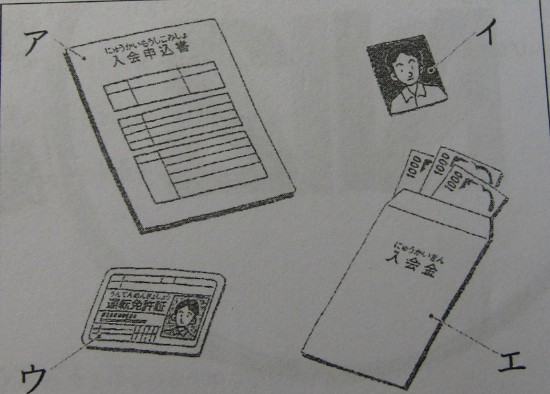 ア
にゅうかいもうしこみしょ
入会申込書
イ
1000
1000
1000
にゅうかいきん
入会金
うんてんめんきょしょう
運転免許証
ウ
エ